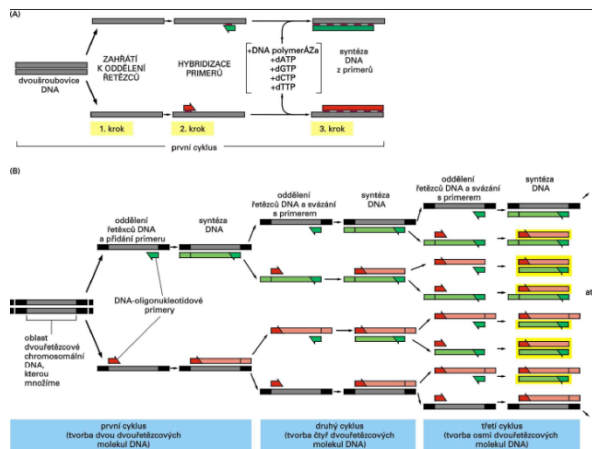 (A)
dvoušroubovice
DNA
ZAHŘÁTÍ
K ODDĚLENÍ
ŘETĚZCŮ
HYBRIDIZACE
PRIMERŮ
+DNA polymerÁZa
+dATP
+dGTP
+dCTP
+dTTP
syntéza
DNA
z primerů
1. krok
2. krok
3. krok
první cyklus
(B)
oddělení
řetězců DNA
a přidání primeru
syntéza
DNA
oddělení
řetězců DNA a svázání
s primerem
syntéza
DNA
oddělení
řetězců DNA a svázání
s primerem
syntéza
DNA
DNA-oligonukleotidové
primery
oblast
dvouřetězcové
chromosomální
DNA,
kterou
množíme
at
první cyklus
(tvorba dvou dvouřetězcových
molekul DNA)
druhý cyklus
(tvorba čtyř dvouřetězcových
molekul DNA)
třetí cyklus
(tvorba osmi dvouřetězcových
molekul DNA)